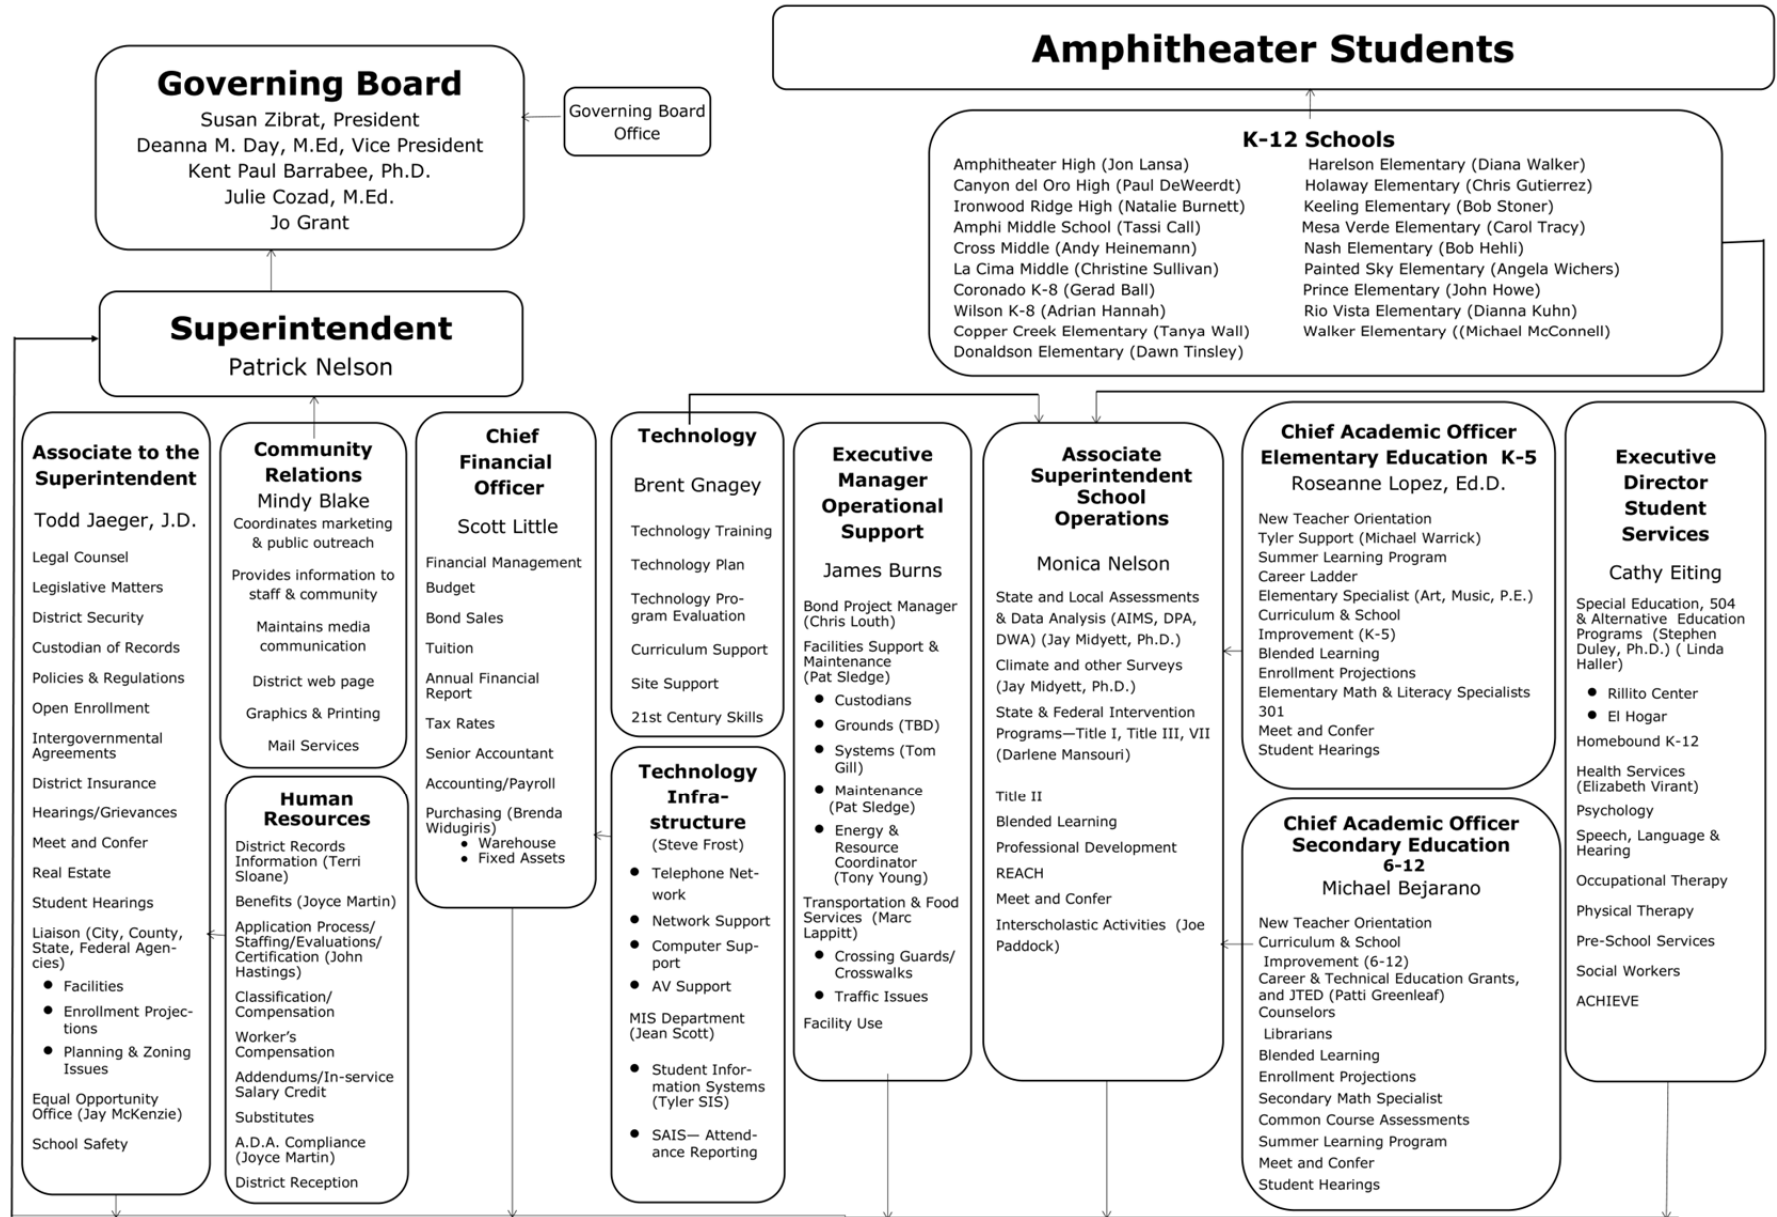 Amphitheater Students
Governing Board
Susan Zibrat, President
Deanna M. Day, M.Ed, Vice President
Kent Paul Barrabee, Ph.D.
Julie Cozad, M.Ed.
Jo Grant
Governing Board
Office
K-12 Schools
Amphitheater High (Jon Lansa)
Canyon del Oro High (Paul DeWeerdt)
Ironwood Ridge High (Natalie Burnett)
Amphi Middle School (Tassi Call)
Cross Middle (Andy Heinemann)
La Cima Middle (Christine Sullivan)
Coronado K-8 (Gerad Ball)
Wilson K-8 (Adrian Hannah)
Copper Creek Elementary (Tanya Wall)
Donaldson Elementary (Dawn Tinsley)
Harelson Elementary (Diana Walker)
Holaway Elementary (Chris Gutierrez)
Keeling Elementary (Bob Stoner)
Mesa Verde Elementary (Carol Tracy)
Nash Elementary (Bob Hehli)
Painted Sky Elementary (Angela Wichers)
Prince Elementary (John Howe)
Rio Vista Elementary (Dianna Kuhn)
Walker Elementary ((Michael McConnell)
Superintendent
Patrick Nelson
Associate to the
Superintendent
Todd Jaeger, J.D.
Legal Counsel
Legislative Matters
District Security
Custodian of Records
Policies & Regulations
Open Enrollment
Intergovernmental
Agreements
District Insurance
Hearings/Grievances
Meet and Confer
Real Estate
Student Hearings
Liaison (City, County,
State, Federal Agen-
cies)
● Facilities
● Enrollment Projec-
tions
● Planning & Zoning
Issues
Equal Opportunity
Office (Jay McKenzie)
School Safety
Community
Relations
Mindy Blake
Coordinates marketing
& public outreach
Provides information to
staff & community
Maintains media
communication
District web page
Graphics & Printing
Mail Services
Human
Resources
District Records
Information (Terri
Sloane)
Benefits (Joyce Martin)
Application Process/
Staffing/Evaluations/
Certification (John
Hastings)
Classification/
Compensation
Worker's
Compensation
Addendums/In-service
Salary Credit
Substitutes
A.D.A. Compliance
(Joyce Martin)
District Reception
Chief
Financial
Officer
Scott Little
Financial Management
Budget
Bond Sales
Tuition
Annual Financial
Report
Tax Rates
Senior Accountant
Accounting/Payroll
Purchasing (Brenda
Widugiris)
● Warehouse
● Fixed Assets
Technology
Brent Gnagey
Technology Training
Technology Plan
Technology Pro-
gram Evaluation
Curriculum Support
Site Support
21st Century Skills
Technology
Infra-
structure
(Steve Frost)
● Telephone Net-
work
● Network Support
● Computer Sup-
port
● AV Support
MIS Department
(Jean Scott)
● Student Infor-
mation Systems
(Tyler SIS)
● SAIS— Attend-
ance Reporting
Executive
Manager
Operational
Support
James Burns
Bond Project Manager
(Chris Louth)
Facilities Support &
Maintenance
(Pat Sledge)
● Custodians
● Grounds (TBD)
● Systems (Tom
Gill)
● Maintenance
(Pat Sledge)
● Energy &
Resource
Coordinator
(Tony Young)
Transportation & Food
Services (Marc
Lappitt)
● Crossing Guards/
Crosswalks
● Traffic Issues
Facility Use
Associate
Superintendent
School
Operations
Monica Nelson
State and Local Assessments
& Data Analysis (AIMS, DPA,
DWA) (Jay Midyett, Ph.D.)
Climate and other Surveys
(Jay Midyett, Ph.D.)
State & Federal Intervention
Programs—Title I, Title III, VII
(Darlene Mansouri)
Title II
Blended Learning
Professional Development
REACH
Meet and Confer
Interscholastic Activities (Joe
Paddock)
Chief Academic Officer
Elementary Education K-5
Roseanne Lopez, Ed.D.
New Teacher Orientation
Tyler Support (Michael Warrick)
Summer Learning Program
Career Ladder
Elementary Specialist (Art, Music, P.E.)
Curriculum & School
Improvement (K-5)
Blended Learning
Enrollment Projections
Elementary Math & Literacy Specialists
301
Meet and Confer
Student Hearings
Chief Academic Officer
Secondary Education
6-12
Michael Bejarano
New Teacher Orientation
Curriculum & School
Improvement (6-12)
Career & Technical Education Grants,
and JTED (Patti Greenleaf)
Counselors
Librarians
Blended Learning
Enrollment Projections
Secondary Math Specialist
Common Course Assessments
Summer Learning Program
Meet and Confer
Student Hearings
Executive
Director
Student
Services
Cathy Eiting
Special Education, 504
& Alternative Education
Programs (Stephen
Duley, Ph.D.) ( Linda
Haller)
● Rillito Center
● El Hogar
Homebound K-12
Health Services
(Elizabeth Virant)
Psychology
Speech, Language &
Hearing
Occupational Therapy
Physical Therapy
Pre-School Services
Social Workers
ACHIEVE